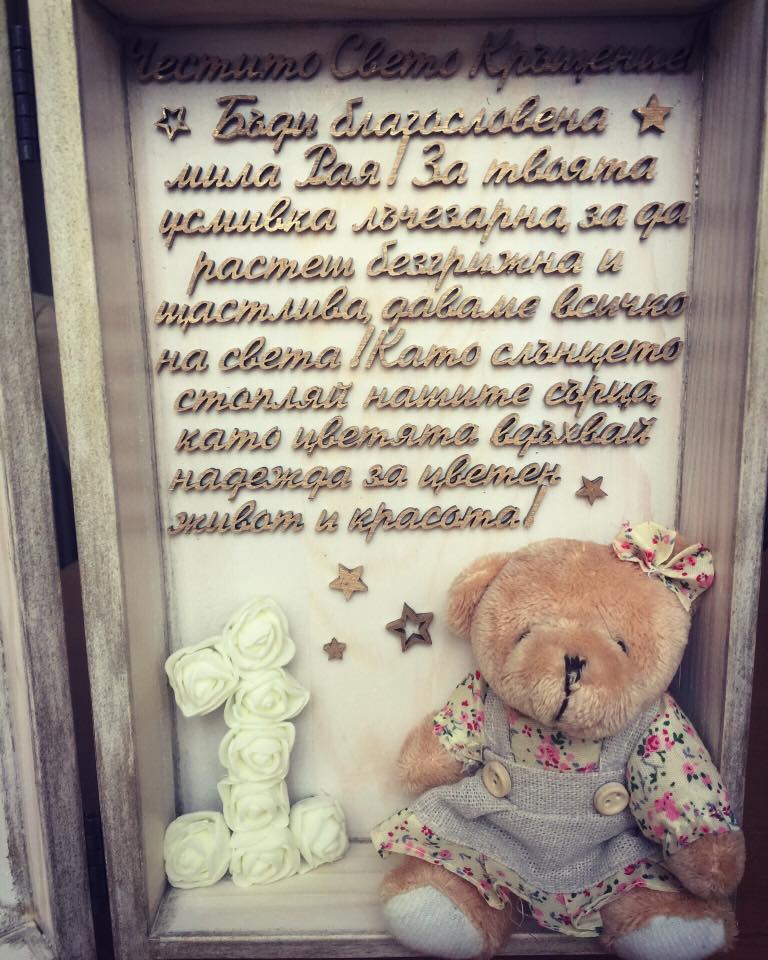 Честито Свето Кръщение!
Бъди благословена
мила Рая! За твоята
усмивка лъчезарна, за да
растеш безгрижна и
щастлива, даваме всичко
на света! Като слънцето
стопляй нашите сърца,
като цветята вдъхвай
надежда за цветен
живот и красота!
1